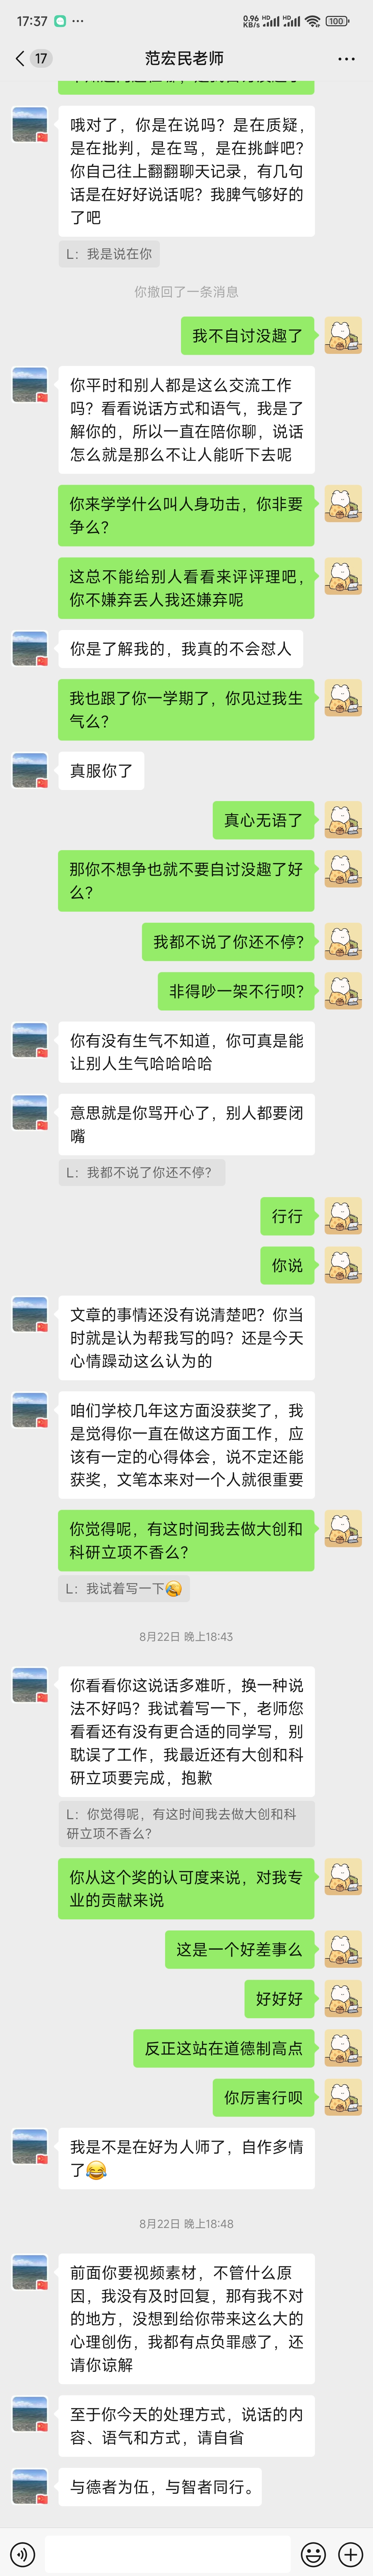 17:37
0.96 KB/s
HD
HD
100
17
范宏民老师
哦对了，你是在说吗？是在质疑，
是在批判，是在骂，是在挑衅吧？
你自己往上翻翻聊天记录，有几句
话是在好好说话呢？我脾气够好的
了吧
L：我是说在你
你撤回了一条消息
我不自讨没趣了
你平时和别人都是这么交流工作
吗？看看说话方式和语气，我是了
解你的，所以一直在陪你聊，说话
怎么就是那么不让人能听下去呢
你来学学什么叫人身功击，你非要
争么？
这总不能给别人看看来评评理吧，
你不嫌弃丢人我还嫌弃呢
你是了解我的，我真的不会怼人
我也跟了你一学期了，你见过我生
气么？
真服你了
真心无语了
那你不想争也就不要自讨没趣了好
么？
我都不说了你还不停？
非得吵一架不行呗？
你有没有生气不知道，你可真是能
让别人生气哈哈哈哈
意思就是你骂开心了，别人都要闭
嘴
L：我都不说了你还不停？
行行
你说
文章的事情还没有说清楚吧？你当
时就是认为帮我写的吗？还是今天
心情躁动这么认为的
咱们学校几年这方面没获奖了，我
是觉得你一直在做这方面工作，应
该有一定的心得体会，说不定还能
获奖，文笔本来对一个人就很重要
你觉得呢，有这时间我去做大创和
科研立项不香么？
L：我试着写一下😂
8月22日 晚上18:43
你看看你这说话多难听，换一种说
法不好吗？我试着写一下，老师您
看看还有没有更合适的同学写，别
耽误了工作，我最近还有大创和科
研立项要完成，抱歉
L：你觉得呢，有这时间我去做大创和科
研立项不香么？
你从这个奖的认可度来说，对我专
业的贡献来说
这是一个好差事么
好好好
反正这站在道德制高点
你厉害行呗
我是不是在好为人师了，自作多情
了😂
8月22日 晚上18:48
前面你要视频素材，不管什么原
因，我没有及时回复，那有我不对
的地方，没想到给你带来这么大的
心理创伤，我都有点负罪感了，还
请你谅解
至于你今天的处理方式，说话的内
容、语气和方式，请自省
与德者为伍，与智者同行。